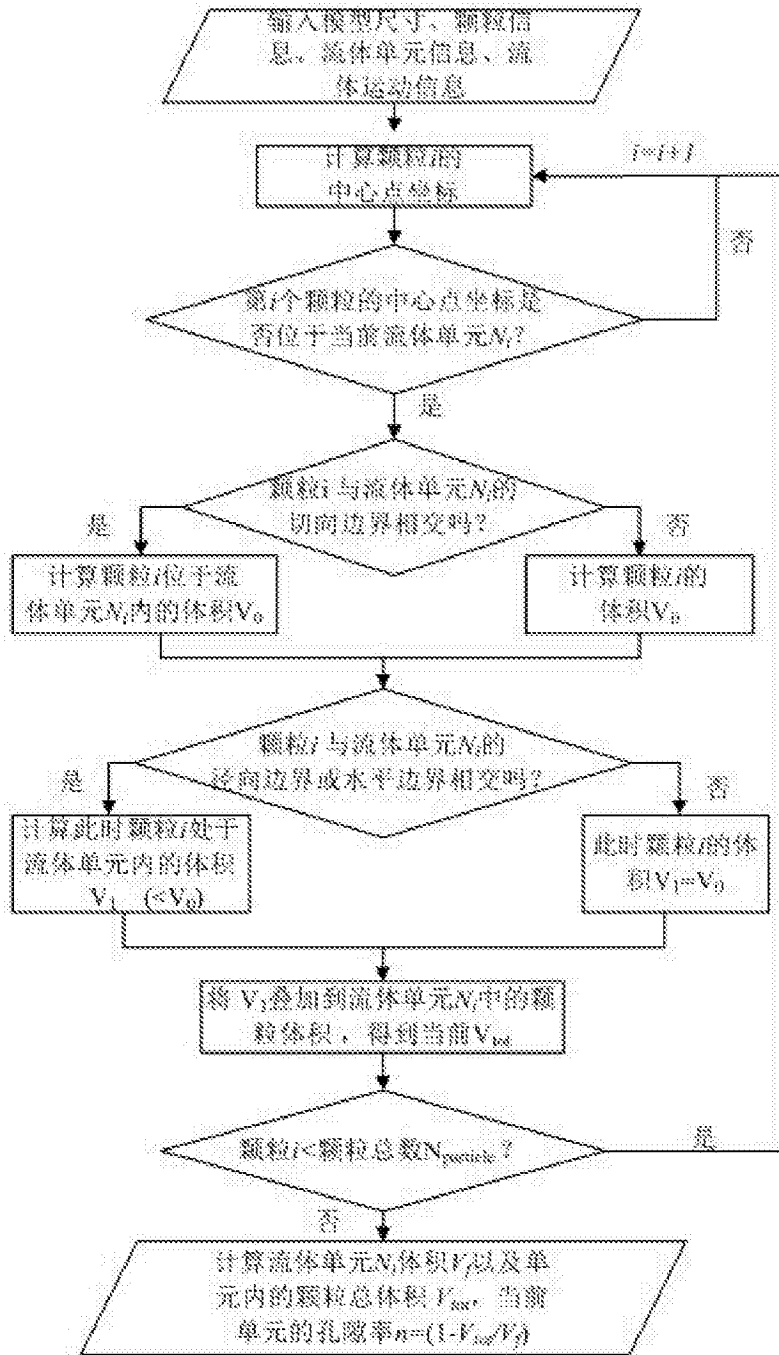 输入模型尺寸、颗粒信
息、流体单元信息、流
体运动信息
计算颗粒i的
中心点坐标
i=i+1
否
第i个颗粒的中心点坐标是
否位于当前流体单元Ni?
是
颗粒i 与流体单元Ni的
切向边界相交吗?
是
否
计算颗粒i位于流
体单元Ni内的体积V0
计算颗粒i的
体积V0
颗粒i 与流体单元Ni的
径向边界或水平边界相交吗?
是
否
计算此时颗粒i处于
流体单元内的体积
V1 (<V0)
此时颗粒i的体
积V1=V0
将 V1叠加到流体单元Ni中的颗
粒体积，得到当前Vtot
颗粒i<颗粒总数Nparticle?
是
否
计算流体单元Ni体积Vf以及单
元内的颗粒总体积 Vtot，当前
单元的孔隙率n=(1-Vtot/Vf)